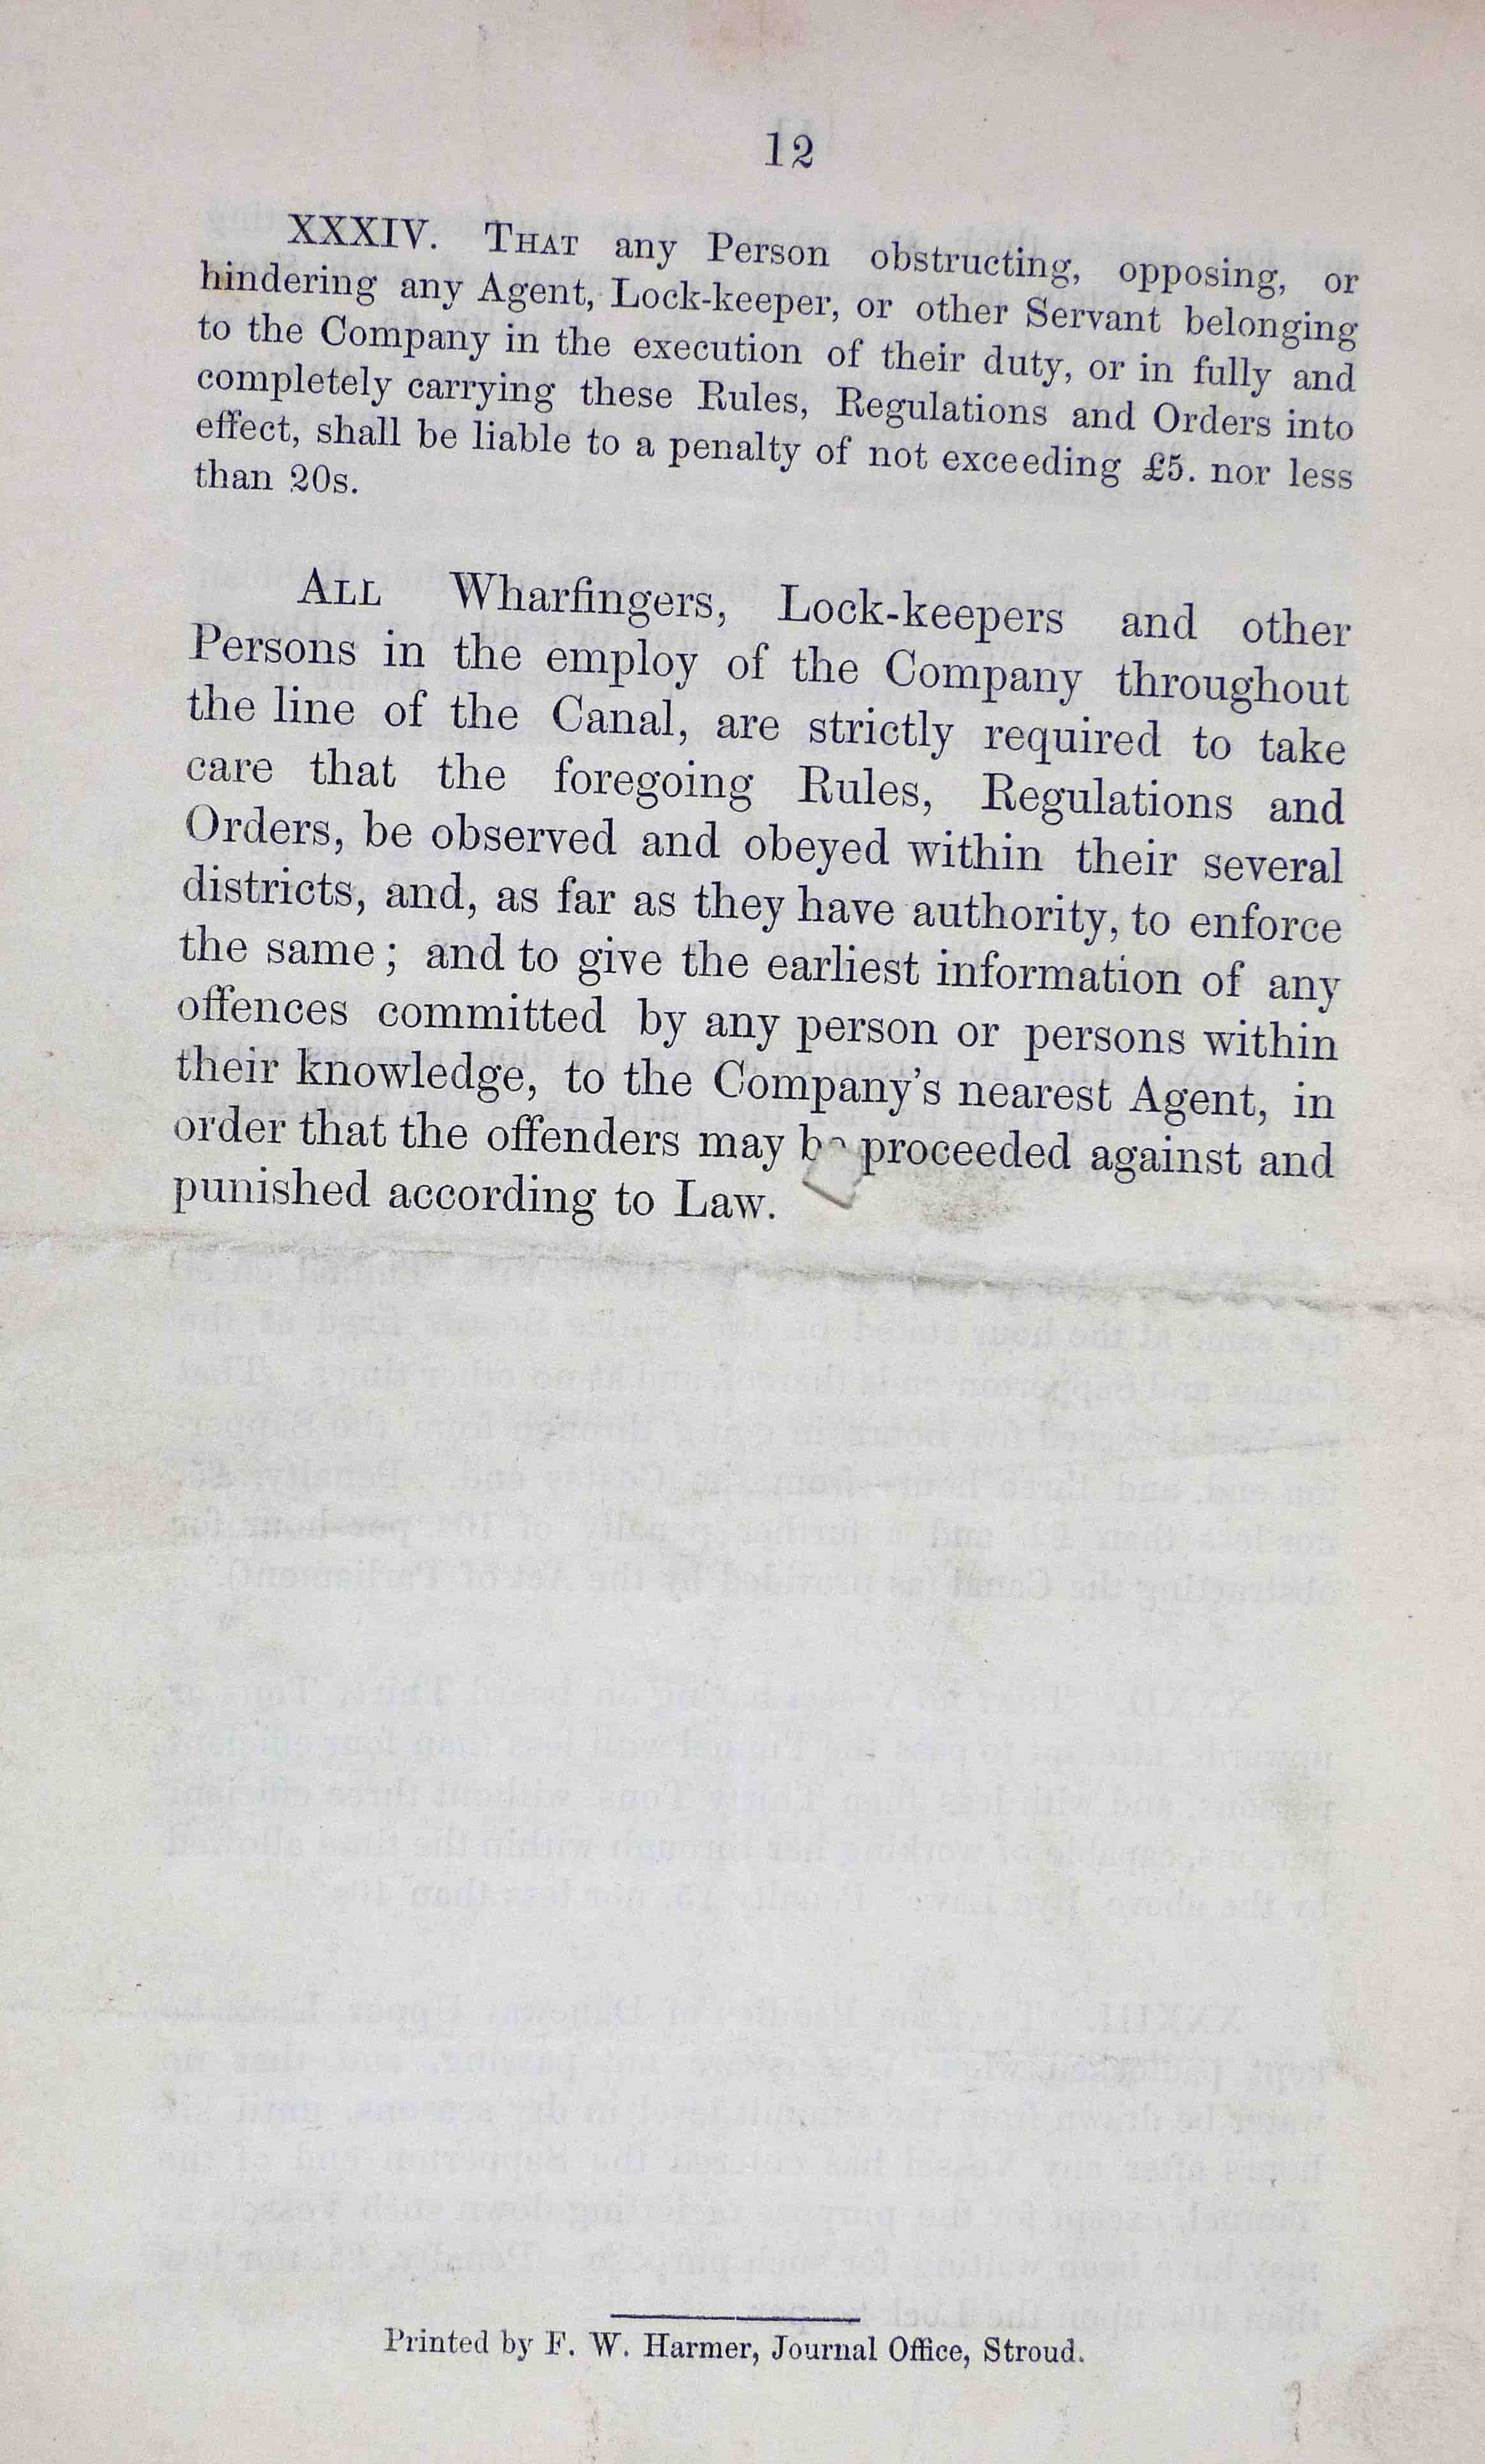 12
XXXIV. THAT any Person obstructing, opposing, or
hindering any Agent, Lock-keeper, or other Servant belonging
to the Company in the execution of their duty, or in fully and
completely carrying these Rules, Regulations and Orders into
effect, shall be liable to a penalty of not exceeding £5. nor less
than 20s.
ALL Wharfingers, Lock-keepers and other
Persons in the employ of the Company throughout
the line of the Canal, are strictly required to take
care that the foregoing Rules, Regulations and
Orders, be observed and obeyed within their several
districts, and, as far as they have authority, to enforce
the same; and to give the earliest information of any
offences committed by any person or persons within
their knowledge, to the Company's nearest Agent, in
order that the offenders may be proceeded against and
punished according to Law.
Printed by F. W. Harmer, Journal Office, Stroud.